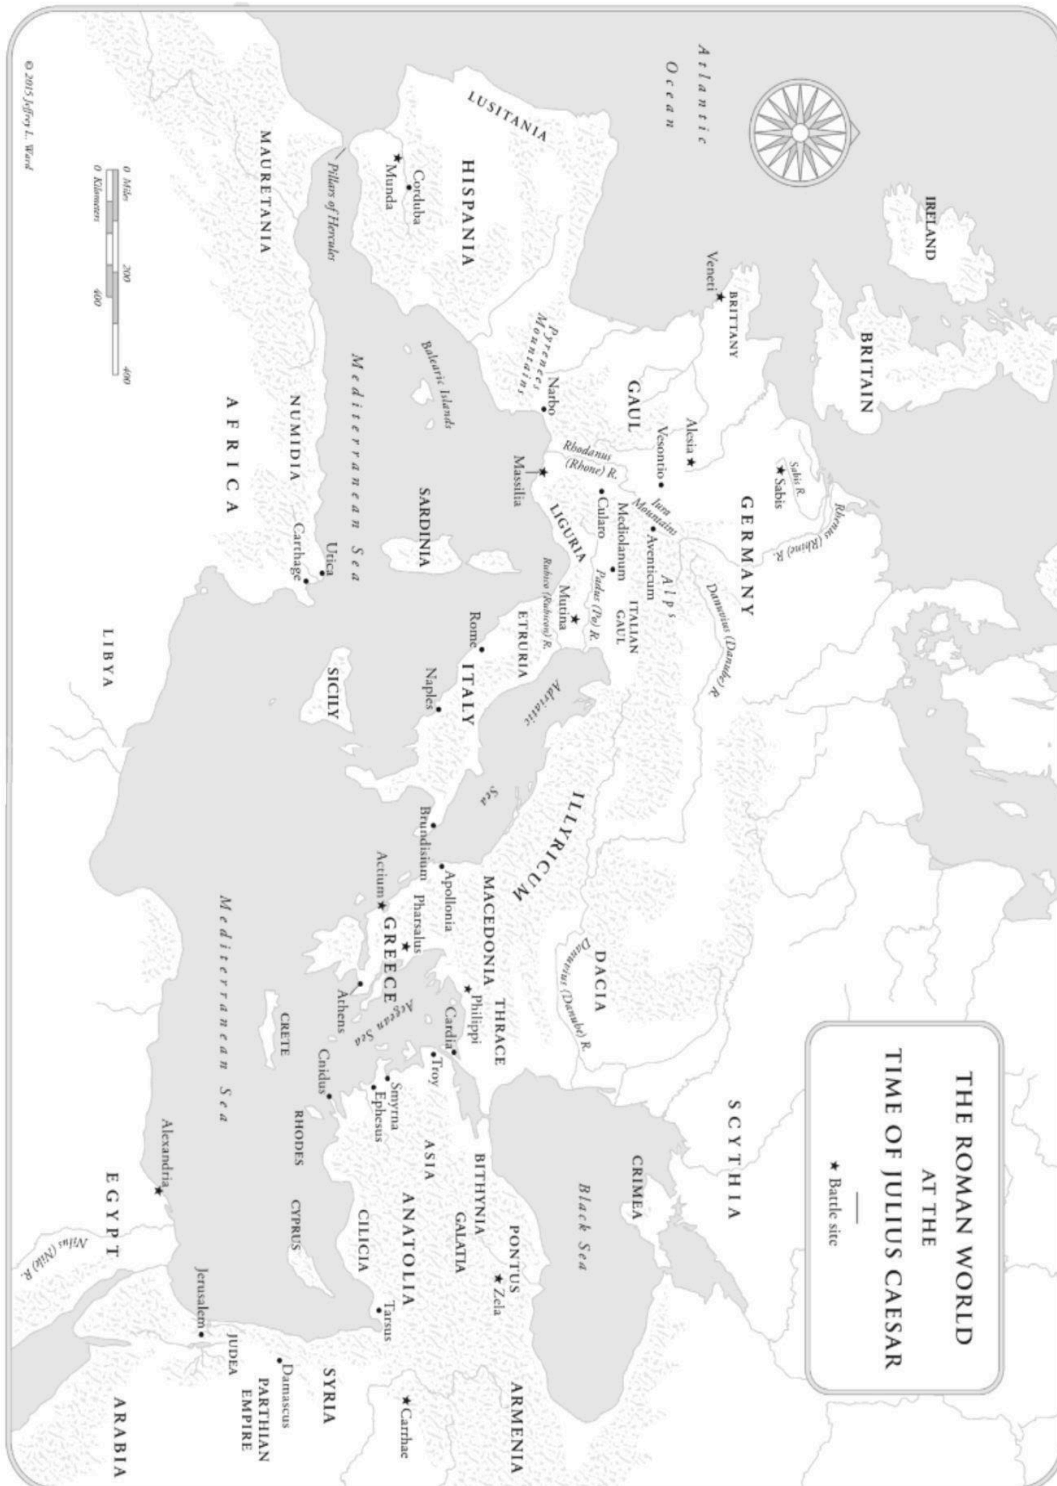 THE ROMAN WORLD
AT THE
TIME OF JULIUS CAESAR
★ Battle site
Atlantic
Ocean
IRELAND
BRITAIN
BRITTANY
Veneti
GAUL
Alesia
Vesontio
Sabis R.
Sabis
Rhenus (Rhine) R.
GERMANY
Danuvius (Danube) R.
Rhodanus
(Rhone) R.
Iura
Mountains
Aventicum
Alps
Cularo
Mediolanum
ITALIAN
GAUL
Padus (Po) R.
LIGURIA
Mutina
Rubico (Rubicon) R.
Massilia
Narbo
Pyrenees
Mountains
LUSITANIA
HISPANIA
Corduba
Munda
Pillars of Hercules
Balearic Islands
SARDINIA
ETRURIA
Rome
ITALY
Naples
SICILY
Adriatic
Sea
Brundisium
ILLYRICUM
Apollonia
MACEDONIA
DACIA
Danuvius (Danube) R.
THRACE
Philippi
Cardia
Pharsalus
Actium
GREECE
Athens
Aegean Sea
CRETE
SCYTHIA
CRIMEA
Black Sea
Troy
Smyrna
Ephesus
Cnidus
RHODES
ASIA
BITHYNIA
GALATIA
PONTUS
Zela
ANATOLIA
CILICIA
Tarsus
CYPRUS
ARMENIA
Carrhae
SYRIA
Damascus
PARTHIAN
EMPIRE
JUDEA
Jerusalem
ARABIA
EGYPT
Nilus (Nile) R.
Alexandria
Mediterranean Sea
Mediterranean Sea
MAURETANIA
NUMIDIA
AFRICA
Utica
Carthage
LIBYA
0 Miles 200 400
0 Kilometers 400
© 2015 Jeffrey L. Ward